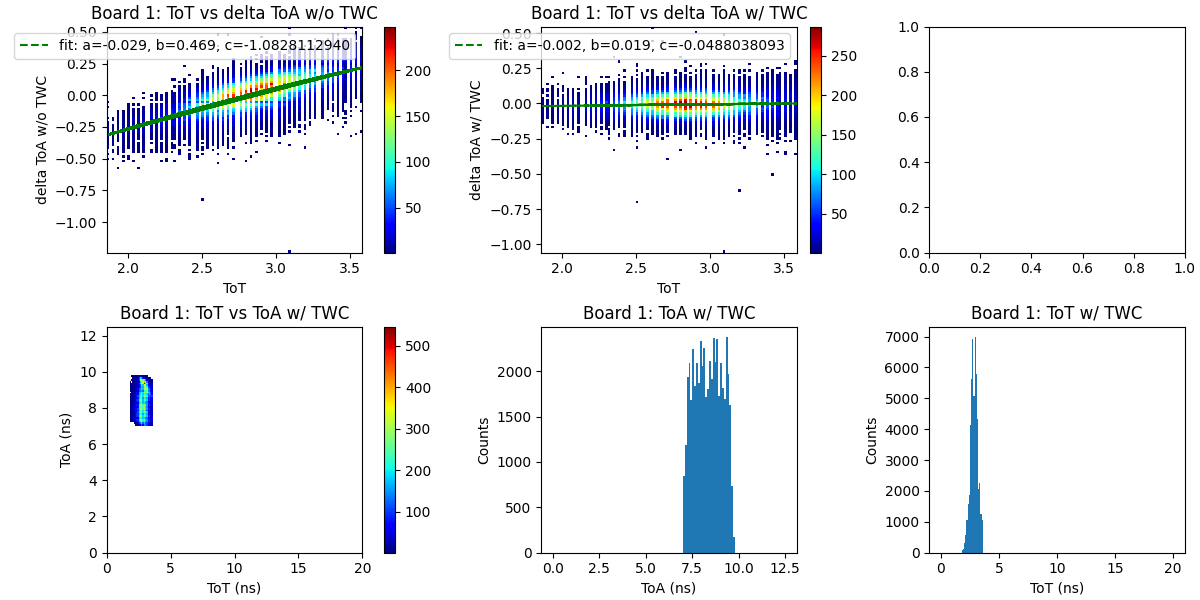 Board 1: ToT vs delta ToA w/o TWC
fit: a=-0.029, b=0.469, c=-1.0828112940
delta ToA w/o TWC
0.50
0.25
0.00
−0.25
−0.50
−0.75
−1.00
2.0 2.5 3.0 3.5
ToT
200
150
100
50
Board 1: ToT vs delta ToA w/ TWC
fit: a=-0.002, b=0.019, c=-0.0488038093
delta ToA w/ TWC
0.50
0.25
0.00
−0.25
−0.50
−0.75
−1.00
2.0 2.5 3.0 3.5
ToT
250
200
150
100
50
1.0
0.8
0.6
0.4
0.2
0.0
0.0 0.2 0.4 0.6 0.8 1.0
Board 1: ToT vs ToA w/ TWC
ToA (ns)
12
10
8
6
4
2
0
0 5 10 15 20
ToT (ns)
500
400
300
200
100
Board 1: ToA w/ TWC
Counts
2000
1500
1000
500
0
0.0 2.5 5.0 7.5 10.0 12.5
ToA (ns)
Board 1: ToT w/ TWC
Counts
7000
6000
5000
4000
3000
2000
1000
0
0 5 10 15 20
ToT (ns)